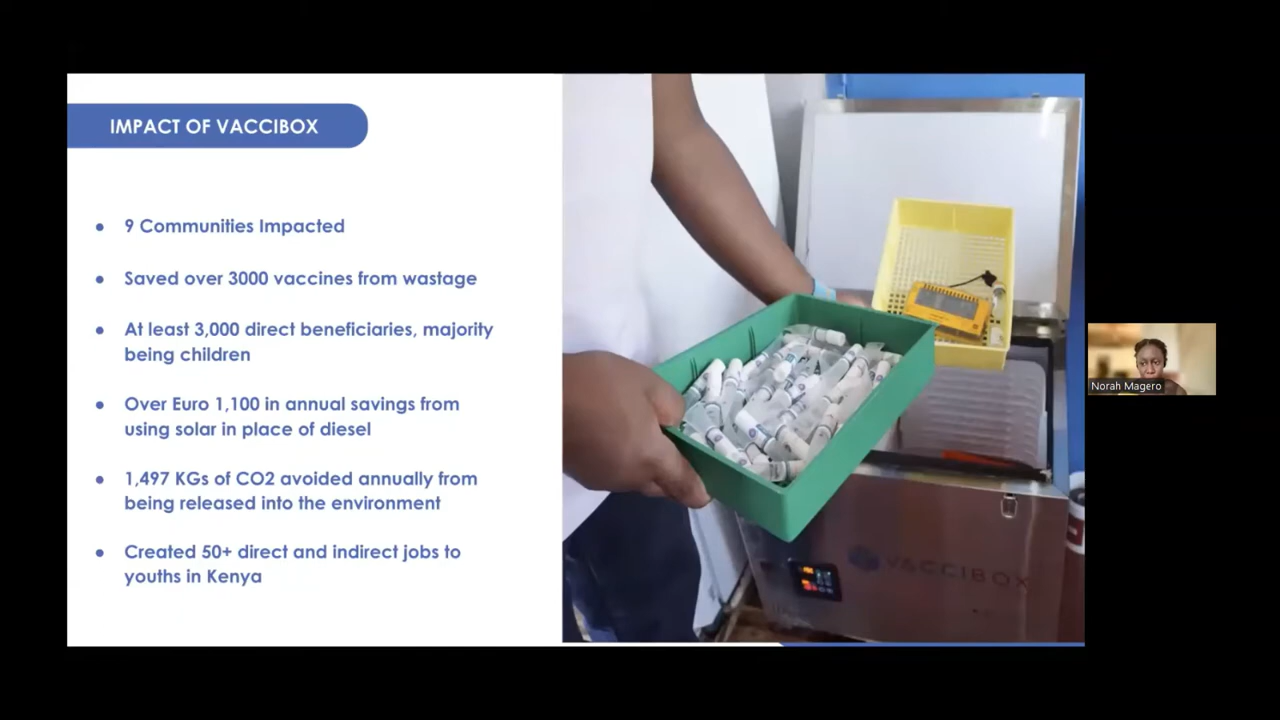 IMPACT OF VACCIBOX
● 9 Communities Impacted
● Saved over 3000 vaccines from wastage
● At least 3,000 direct beneficiaries, majority
being children
● Over Euro 1,100 in annual savings from
using solar in place of diesel
● 1,497 KGs of CO2 avoided annually from
being released into the environment
● Created 50+ direct and indirect jobs to
youths in Kenya
VACCIBOX
Norah Magero